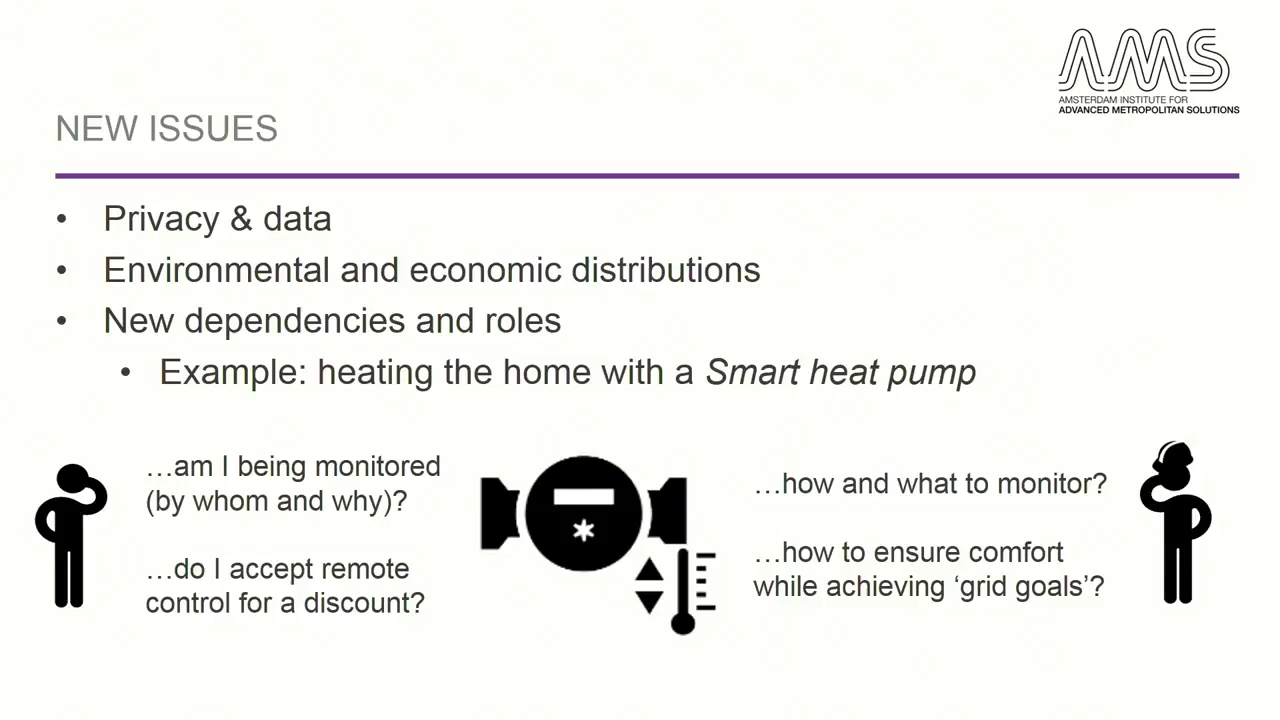 AMS
AMSTERDAM INSTITUTE FOR
ADVANCED METROPOLITAN SOLUTIONS
NEW ISSUES
• Privacy & data
• Environmental and economic distributions
• New dependencies and roles
• Example: heating the home with a Smart heat pump
…am I being monitored
(by whom and why)?
…do I accept remote
control for a discount?
…how and what to monitor?
…how to ensure comfort
while achieving ‘grid goals’?